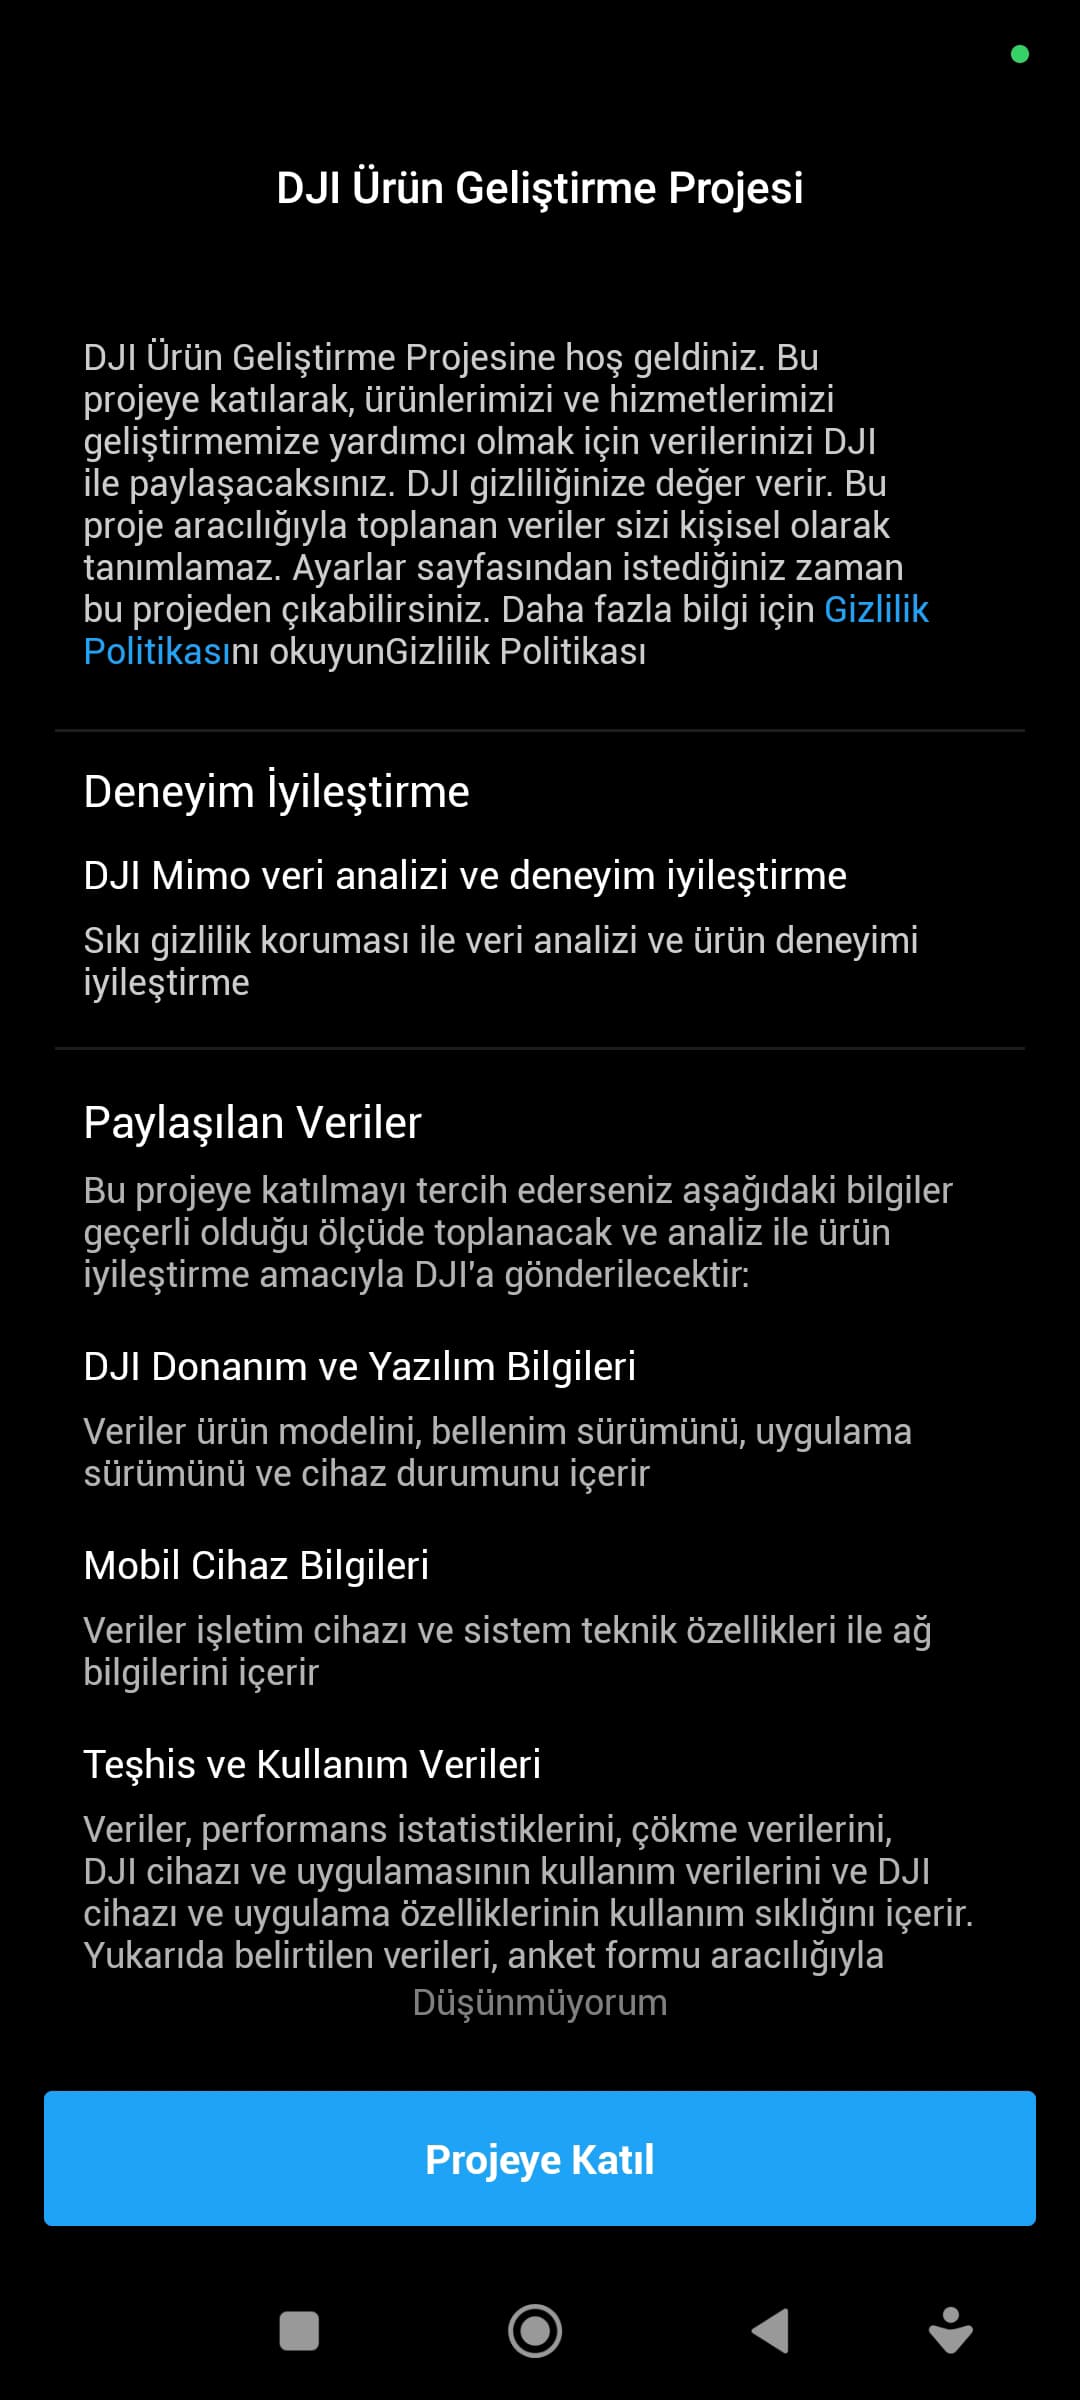 DJI Ürün Geliştirme Projesi
DJI Ürün Geliştirme Projesine hoş geldiniz. Bu
projeye katılarak, ürünlerimizi ve hizmetlerimizi
geliştirmemize yardımcı olmak için verilerinizi DJI
ile paylaşacaksınız. DJI gizliliğinize değer verir. Bu
proje aracılığıyla toplanan veriler sizi kişisel olarak
tanımlamaz. Ayarlar sayfasından istediğiniz zaman
bu projeden çıkabilirsiniz. Daha fazla bilgi için Gizlilik
Politikasını okuyunGizlilik Politikası
Deneyim İyileştirme
DJI Mimo veri analizi ve deneyim iyileştirme
Sıkı gizlilik koruması ile veri analizi ve ürün deneyimi
iyileştirme
Paylaşılan Veriler
Bu projeye katılmayı tercih ederseniz aşağıdaki bilgiler
geçerli olduğu ölçüde toplanacak ve analiz ile ürün
iyileştirme amacıyla DJI'a gönderilecektir:
DJI Donanım ve Yazılım Bilgileri
Veriler ürün modelini, bellenim sürümünü, uygulama
sürümünü ve cihaz durumunu içerir
Mobil Cihaz Bilgileri
Veriler işletim cihazı ve sistem teknik özellikleri ile ağ
bilgilerini içerir
Teşhis ve Kullanım Verileri
Veriler, performans istatistiklerini, çökme verilerini,
DJI cihazı ve uygulamasının kullanım verilerini ve DJI
cihazı ve uygulama özelliklerinin kullanım sıklığını içerir.
Yukarıda belirtilen verileri, anket formu aracılığıyla
Düşünmüyorum
Projeye Katıl